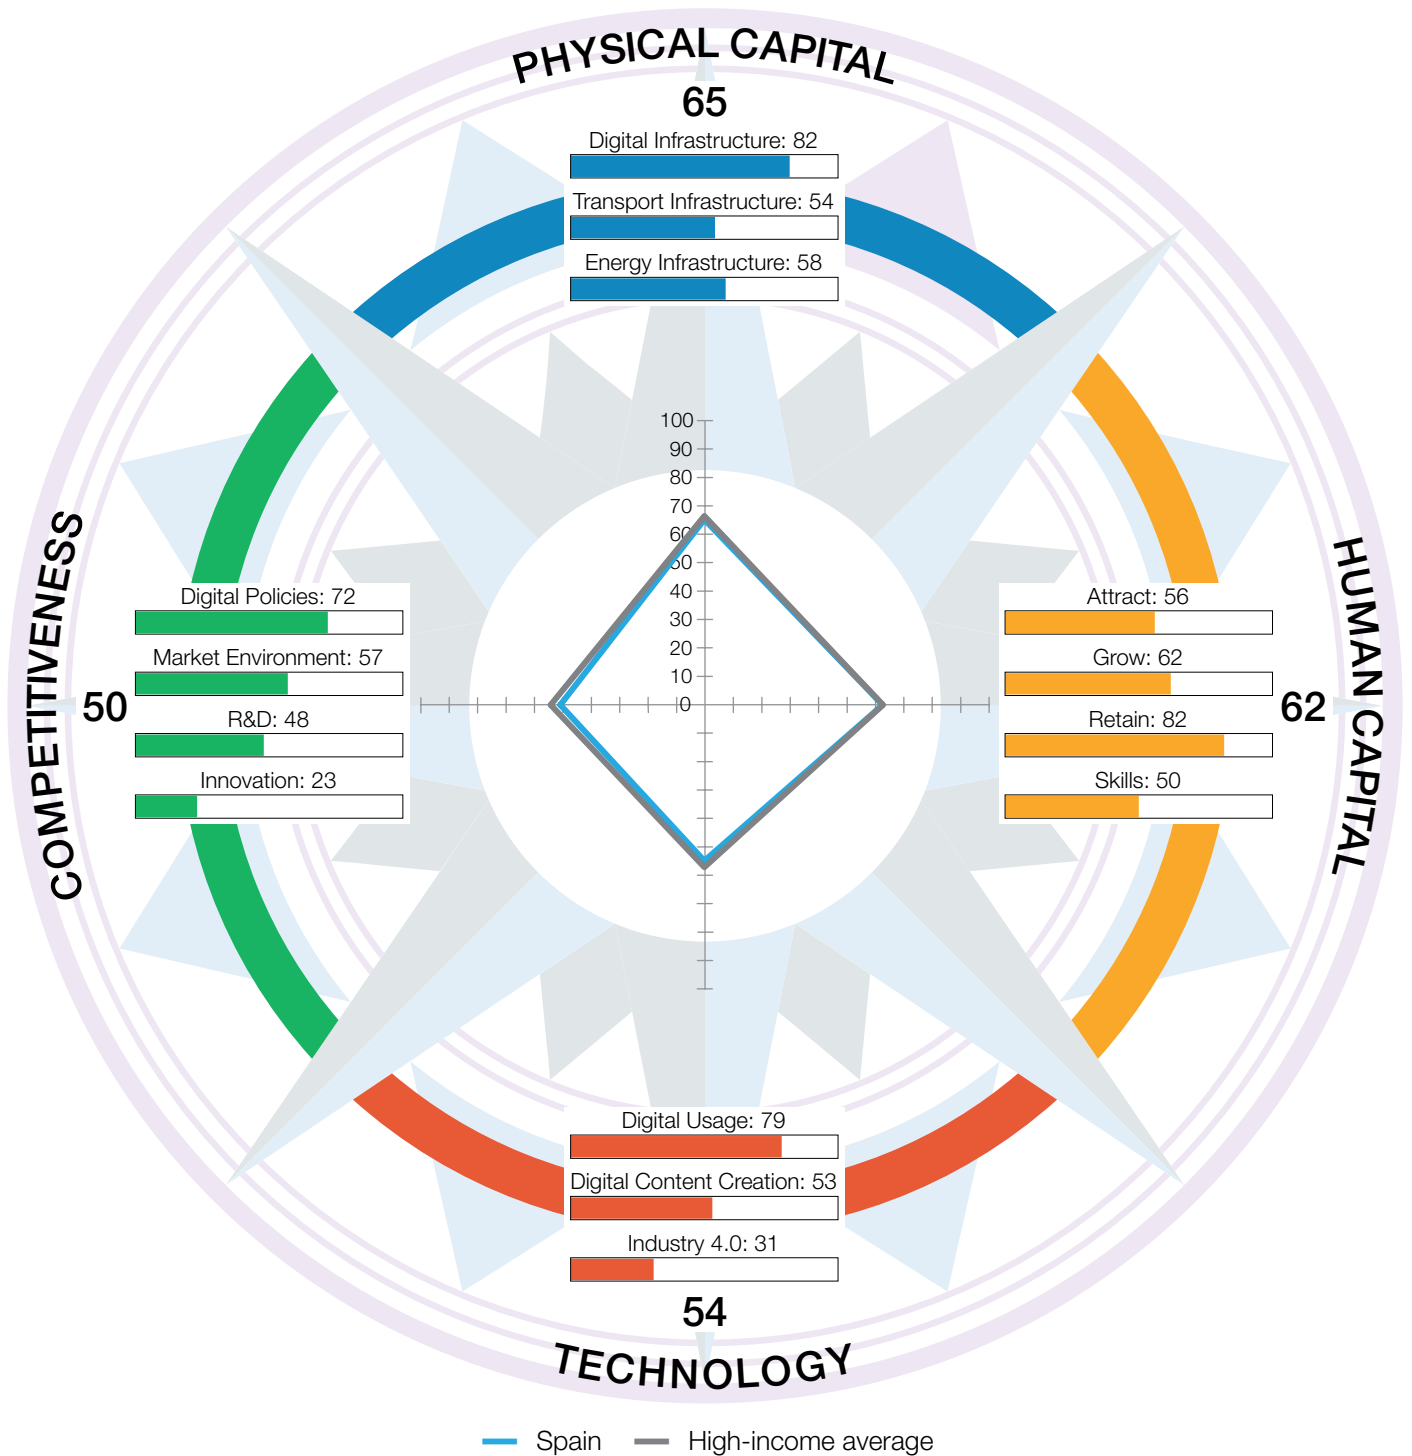 PHYSICAL CAPITAL
65
Digital Infrastructure: 82
Transport Infrastructure: 54
Energy Infrastructure: 58
100
90
80
70
60
50
40
30
20
10
0
COMPETITIVENESS
50
Digital Policies: 72
Market Environment: 57
R&D: 48
Innovation: 23
HUMAN CAPITAL
62
Attract: 56
Grow: 62
Retain: 82
Skills: 50
Digital Usage: 79
Digital Content Creation: 53
Industry 4.0: 31
54
TECHNOLOGY
Spain
High-income average